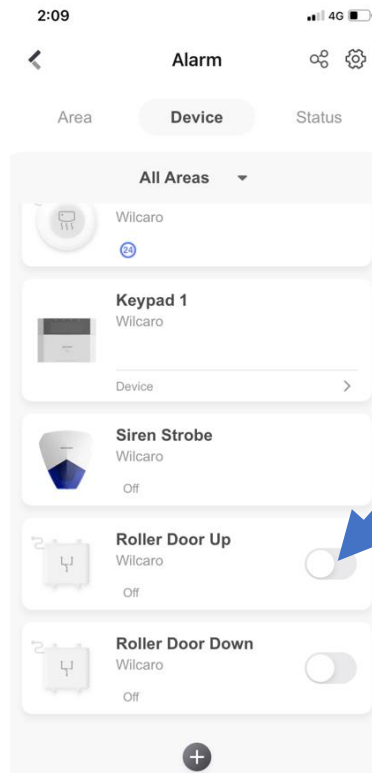 2:09
4G
Alarm
Area Device Status
All Areas
Wilcaro
24
Keypad 1
Wilcaro
Device
Siren Strobe
Wilcaro
Off
Roller Door Up
Wilcaro
Off
Roller Door Down
Wilcaro
Off